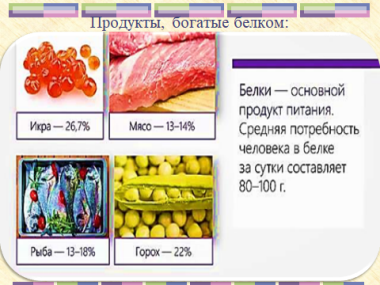 Продукты, богатые белком:
Икра — 26,7%
Мясо — 13–14%
Рыба — 13–18%
Горох — 22%
Белки — основной
продукт питания.
Средняя потребность
человека в белке
за сутки составляет
80–100 г.